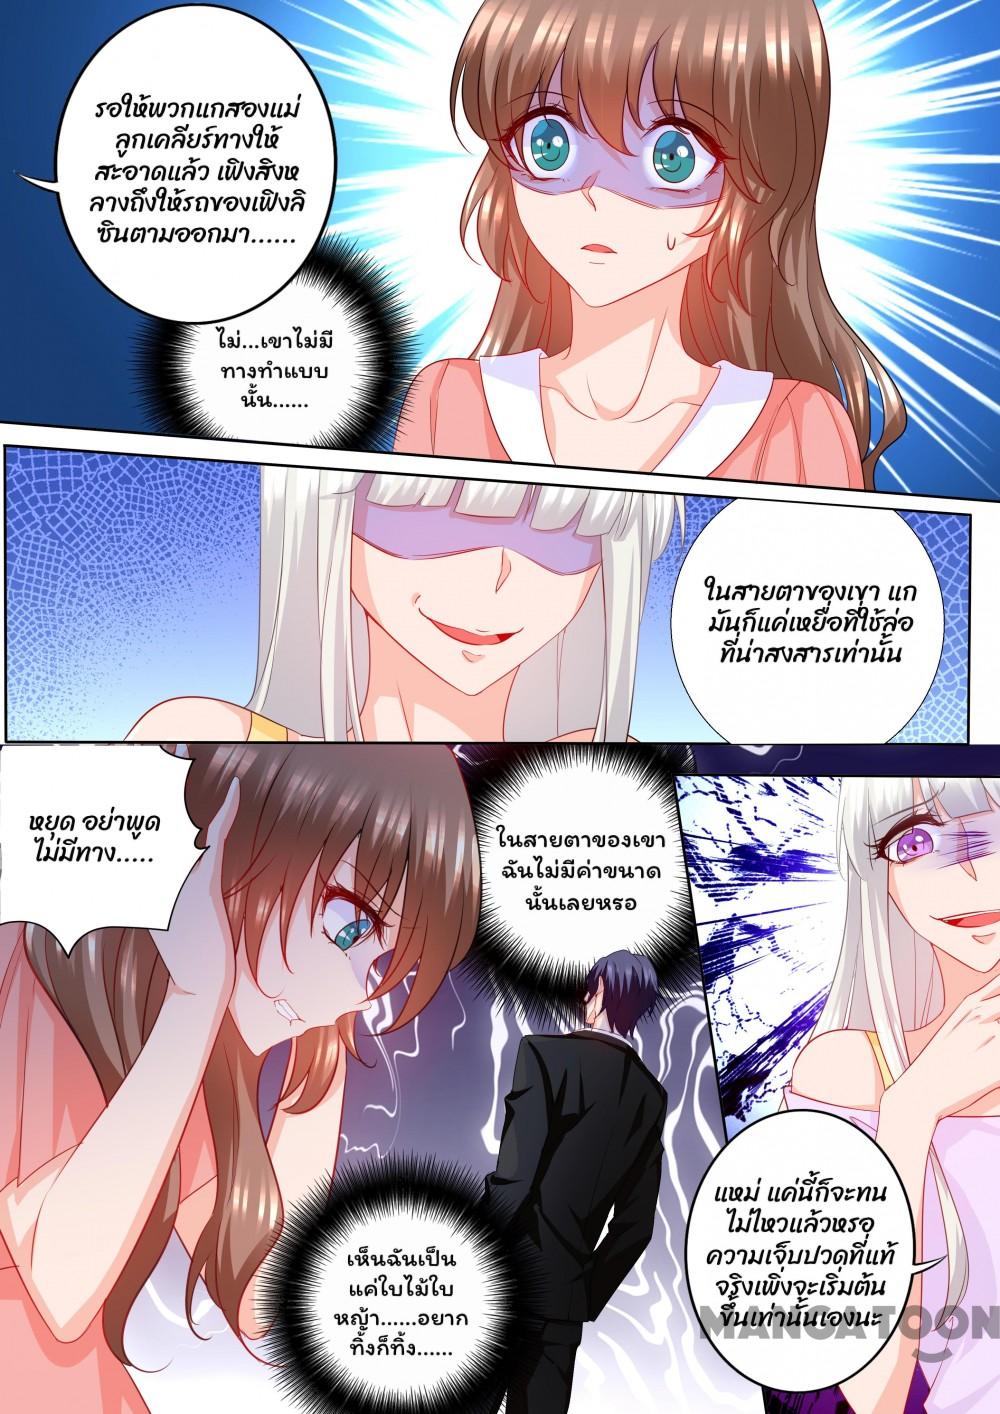 รอให้พวกแกสองแม่
ลูกเคลียร์ทางให้
สะอาดแล้ว เฟิงสิงห
ลางถึงให้รถของเฟิงลิ
ซินตามออกมา......
ไม่...เขาไม่มี
ทางทำแบบ
นั้น......
ในสายตาของเขา แก
มันก็แค่เหยื่อที่ใช้ล่อ
ที่น่าสงสารเท่านั้น
หยุด อย่าพูด
ไม่มีทาง.....
ในสายตาของเขา
ฉันไม่มีค่าขนาด
นั้นเลยหรอ
เห็นฉันเป็น
แค่ใบไม้ใบ
หญ้า......อยาก
ทิ้งก็ทิ้ง......
แหม่ แค่นี้ก็จะทน
ไม่ไหวแล้วหรอ
ความเจ็บปวดที่แท้
จริงเพิ่งจะเริ่มต้น
ขึ้นเท่านั้นเองนะ
MANGATOON